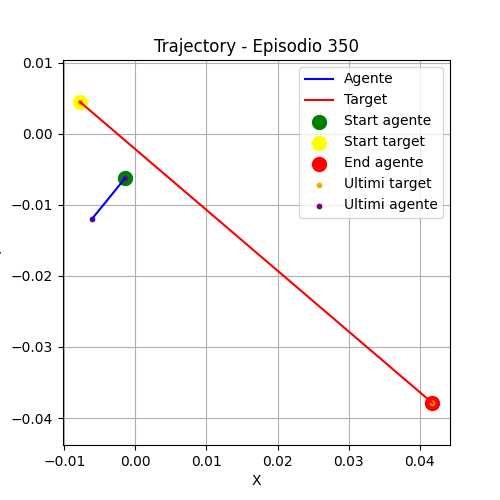 Trajectory - Episodio 350
0.01
0.00
−0.01
−0.02
−0.03
−0.04
Agente
Target
Start agente
Start target
End agente
Ultimi target
Ultimi agente
−0.01 0.00 0.01 0.02 0.03 0.04
X